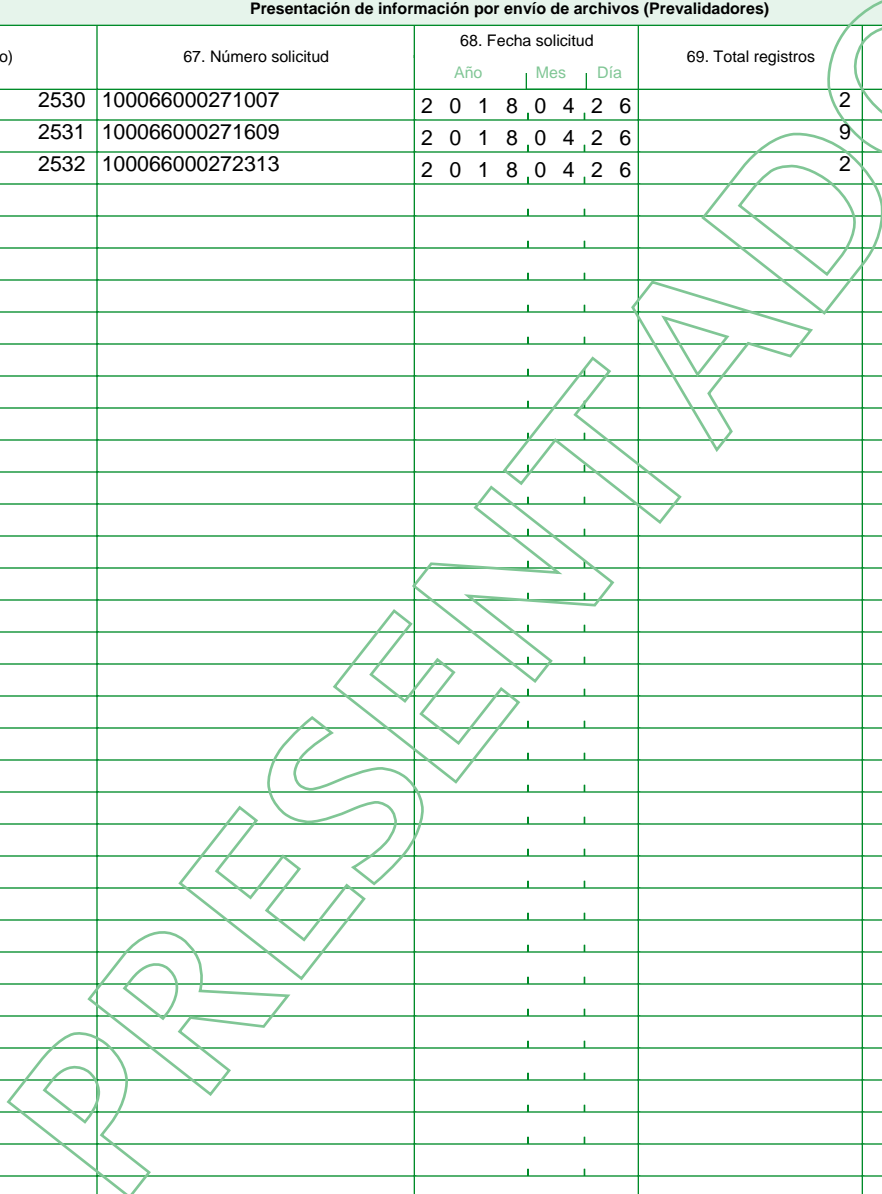 Presentación de información por envío de archivos (Prevalidadores)
o) 67. Número solicitud 68. Fecha solicitud 69. Total registros
Año Mes Día
2530 100066000271007 2 0 1 8 0 4 2 6 2
2531 100066000271609 2 0 1 8 0 4 2 6 9
2532 100066000272313 2 0 1 8 0 4 2 6 2
PRESENTADO